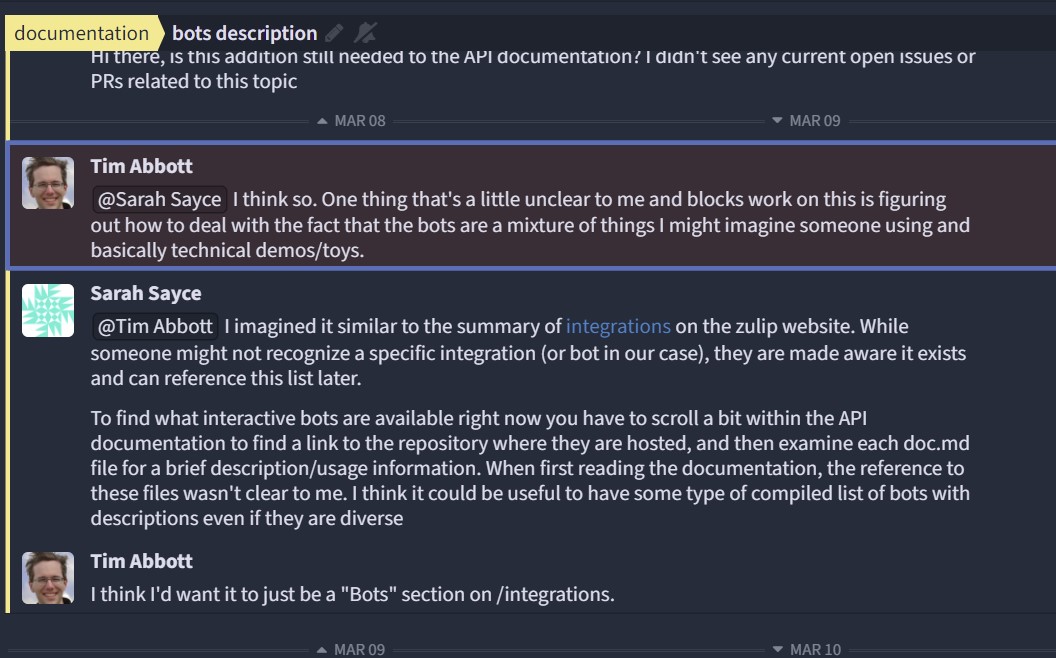 documentation bots description
Hi there, is this addition still needed to the API documentation? I didn't see any current open issues or
PRs related to this topic
MAR 08 MAR 09
Tim Abbott
@Sarah Sayce I think so. One thing that's a little unclear to me and blocks work on this is figuring
out how to deal with the fact that the bots are a mixture of things I might imagine someone using and
basically technical demos/toys.
Sarah Sayce
@Tim Abbott I imagined it similar to the summary of integrations on the zulip website. While
someone might not recognize a specific integration (or bot in our case), they are made aware it exists
and can reference this list later.
To find what interactive bots are available right now you have to scroll a bit within the API
documentation to find a link to the repository where they are hosted, and then examine each doc.md
file for a brief description/usage information. When first reading the documentation, the reference to
these files wasn't clear to me. I think it could be useful to have some type of compiled list of bots with
descriptions even if they are diverse
Tim Abbott
I think I'd want it to just be a "Bots" section on /integrations.
MAR 09 MAR 10